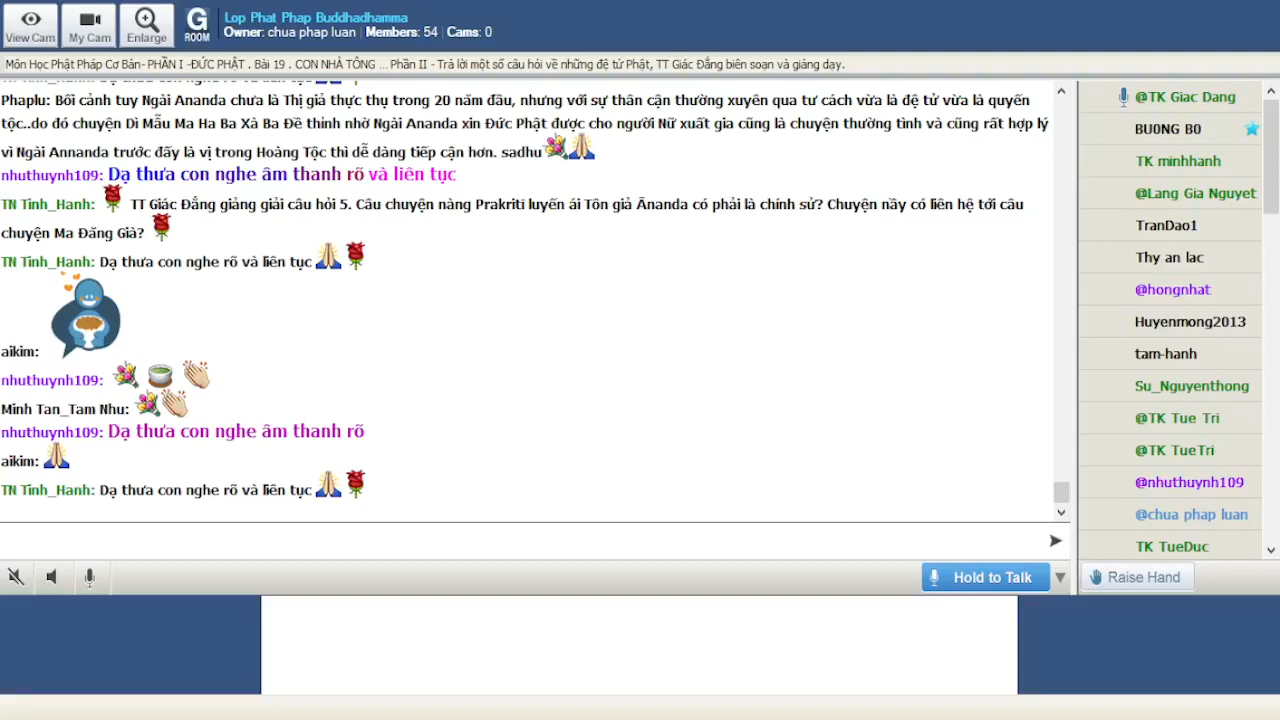 View Cam
My Cam
Enlarge
G
ROOM
Lop Phat Phap Buddhadhamma
Owner: chua phap luan | Members: 54 | Cams: 0
Môn Học Phật Pháp Cơ Bản- PHẦN I -ĐỨC PHẬT . Bài 19 . CON NHÀ TÔNG ... Phần II - Trả lời một số câu hỏi về những đệ tử Phật, TT Giác Đẳng biên soạn và giảng dạy.
Phaplu: Bối cảnh tuy Ngài Ananda chưa là Thị giả thực thụ trong 20 năm đầu, nhưng với sự thân cận thường xuyên qua tư cách vừa là đệ tử vừa là quyến
tộc..do đó chuyện Dì Mẫu Ma Ha Ba Xà Ba Đề thỉnh nhờ Ngài Ananda xin Đức Phật được cho người Nữ xuất gia cũng là chuyện thường tình và cũng rất hợp lý
vì Ngài Annanda trước đấy là vị trong Hoàng Tộc thì dễ dàng tiếp cận hơn. sadhu
nhuthuynh109: Dạ thưa con nghe âm thanh rõ và liên tục
TN Tinh_Hanh: TT Giác Đẳng giảng giải câu hỏi 5. Câu chuyện nàng Prakriti luyến ái Tôn giả Ānanda có phải là chính sử? Chuyện nầy có liên hệ tới câu
chuyện Ma Đăng Già?
TN Tinh_Hanh: Dạ thưa con nghe rõ và liên tục
aikim:
nhuthuynh109:
Minh Tan_Tam Nhu:
nhuthuynh109: Dạ thưa con nghe âm thanh rõ
aikim:
TN Tinh_Hanh: Dạ thưa con nghe rõ và liên tục
Hold to Talk
@TK Giac Dang
BU0NG B0
TK minhhanh
@Lang Gia Nguyet
TranDao1
Thy an lac
@hongnhat
Huyenmong2013
tam-hanh
Su_Nguyenthong
@TK Tue Tri
@TK TueTri
@nhuthuynh109
@chua phap luan
TK TueDuc
Raise Hand